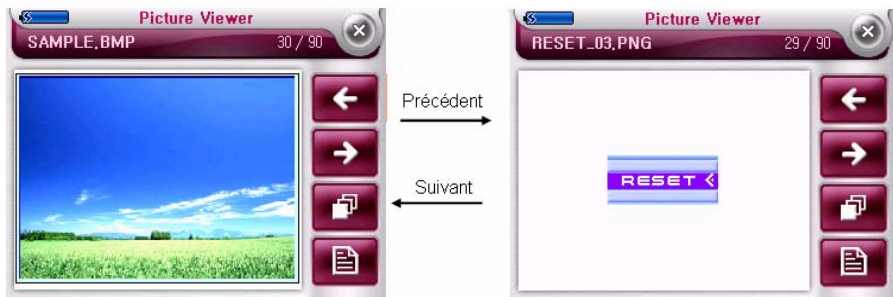 Picture Viewer
SAMPLE.BMP 30 / 90
Précédent
Suivant
Picture Viewer
RESET_03.PNG 29 / 90
RESET